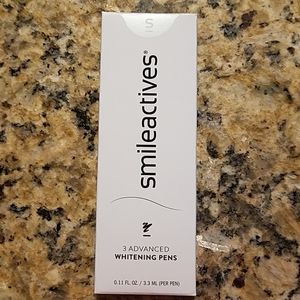 S
smileactives®
3 ADVANCED
WHITENING PENS
0.11 FL. OZ. / 3.3 ML (PER PEN)